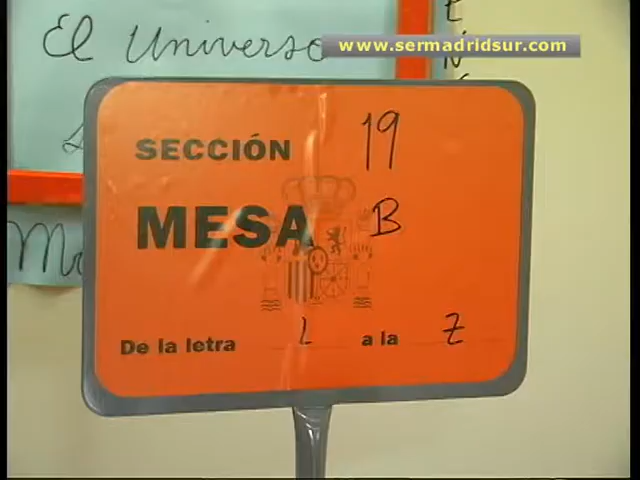 El Universo
www.sermadridsur.com
SECCIÓN 19
MESA B
De la letra L a la Z